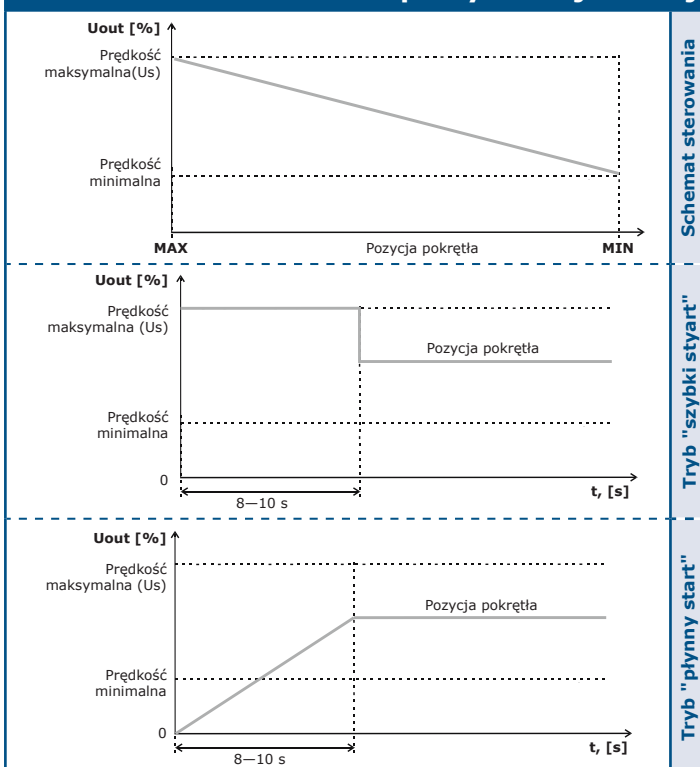 Uout [%]
Prędkość
maksymalna(Us)
Prędkość
minimalna
MAX
Pozycja pokrętła
MIN
Schemat sterowania
Uout [%]
Prędkość
maksymalna (Us)
Pozycja pokrętła
Prędkość
minimalna
0
t, [s]
8—10 s
Tryb "szybki styart"
Uout [%]
Prędkość
maksymalna (Us)
Pozycja pokrętła
Prędkość
minimalna
0
t, [s]
8—10 s
Tryb "płynny start"